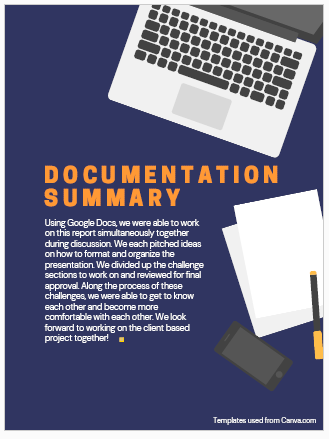 DOCUMENTATION
SUMMARY
Using Google Docs, we were able to work
on this report simultaneously together
during discussion. We each pitched ideas
on how to format and organize the
presentation. We divided up the challenge
sections to work on and reviewed for final
approval. Along the process of these
challenges, we were able to get to know
each other and become more
comfortable with each other. We look
forward to working on the client based
project together!
Templates used from Canva.com